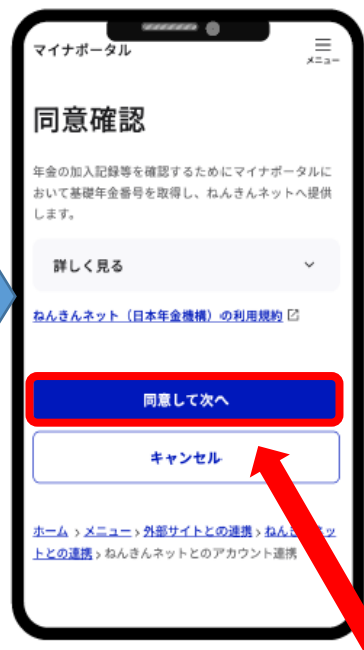 マイナポータル
メニュー
同意確認
年金の加入記録等を確認するためにマイナポータルに
おいて基礎年金番号を取得し、ねんきんネットへ提供
します。
詳しく見る
ねんきんネット（日本年金機構）の利用規約
同意して次へ
キャンセル
ホーム > メニュー > 外部サイトとの連携 > ねんきんネッ
トとの連携 > ねんきんネットとのアカウント連携